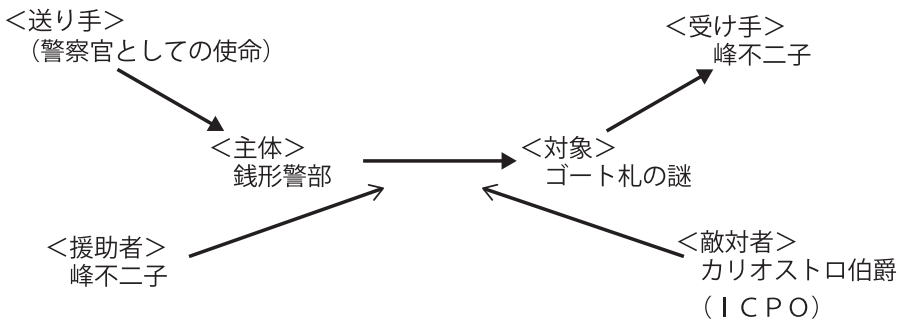 ＜送り手＞
（警察官としての使命）
＜受け手＞
峰不二子
＜主体＞
銭形警部
＜対象＞
ゴート札の謎
＜援助者＞
峰不二子
＜敵対者＞
カリオストロ伯爵
（ＩＣＰＯ）